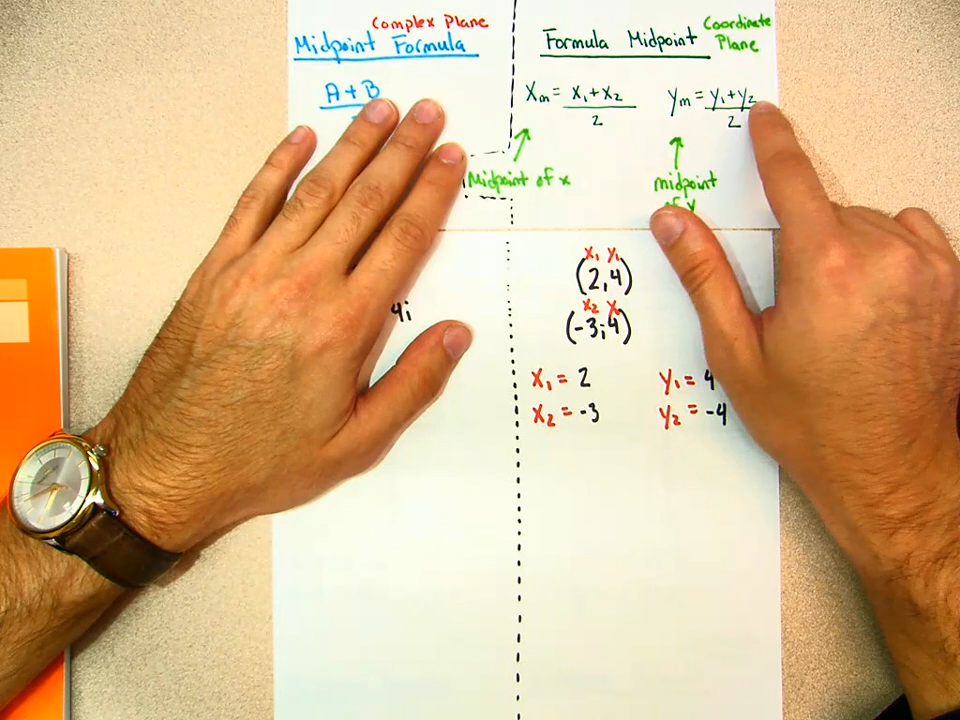 Complex Plane
Midpoint Formula
A + B
4i
Formula Midpoint
Coordinate Plane
Xm = x₁ + x₂ / 2
ym = y₁ + y₂ / 2
Midpoint of x
midpoint of y
x₁ y₁
(2,4)
x₂
(-3,-4)
x₁ = 2
y₁ = 4
x₂ = -3
y₂ = -4